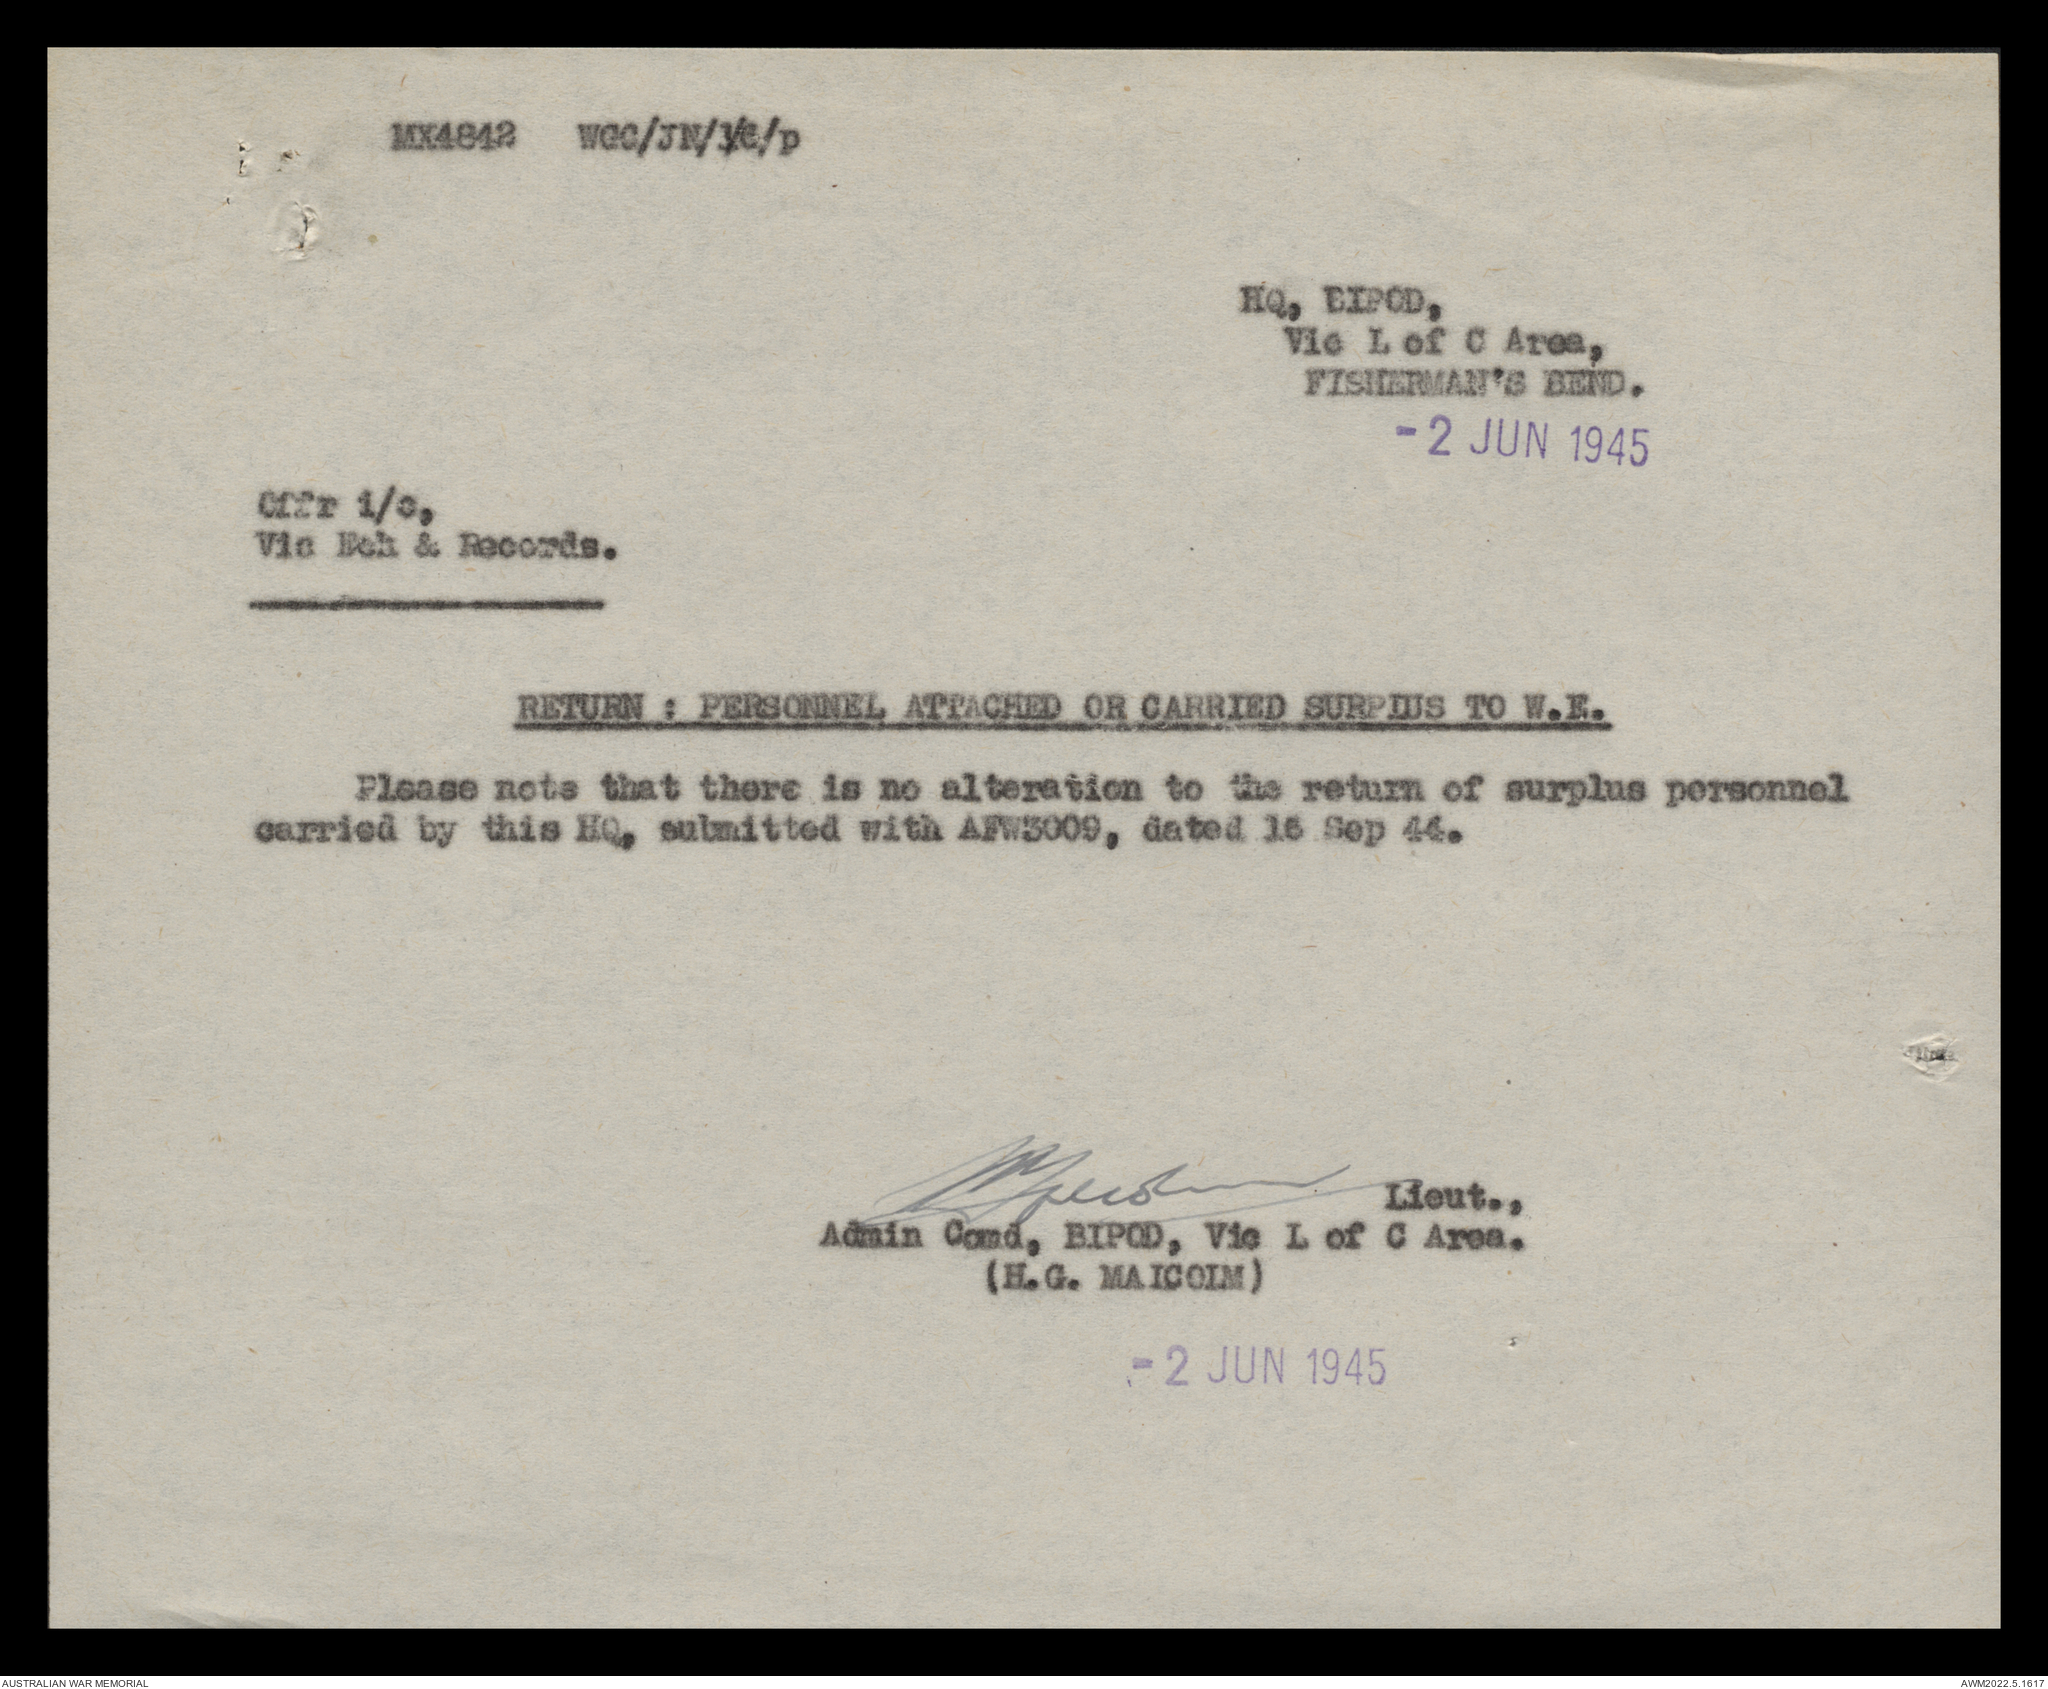 MX4842 WGC/JN/ /p
HQ, BIPOD,
Vic L of C Area,
FISHERMAN'S BEND.
-2 JUN 1945
Offr i/c,
Vic Ech & Records.
RETURN : PERSONNEL ATTACHED OR CARRIED SURPLUS TO W.E.
Please note that there is no alteration to the return of surplus personnel
carried by this HQ, submitted with AFW3009, dated Sep 44.
Lieut.,
Admin Comd, BIPOD, Vic L of C Area.
(H.G. MALCOLM)
-2 JUN 1945
AUSTRALIAN WAR MEMORIAL
AWM2022.5.1617